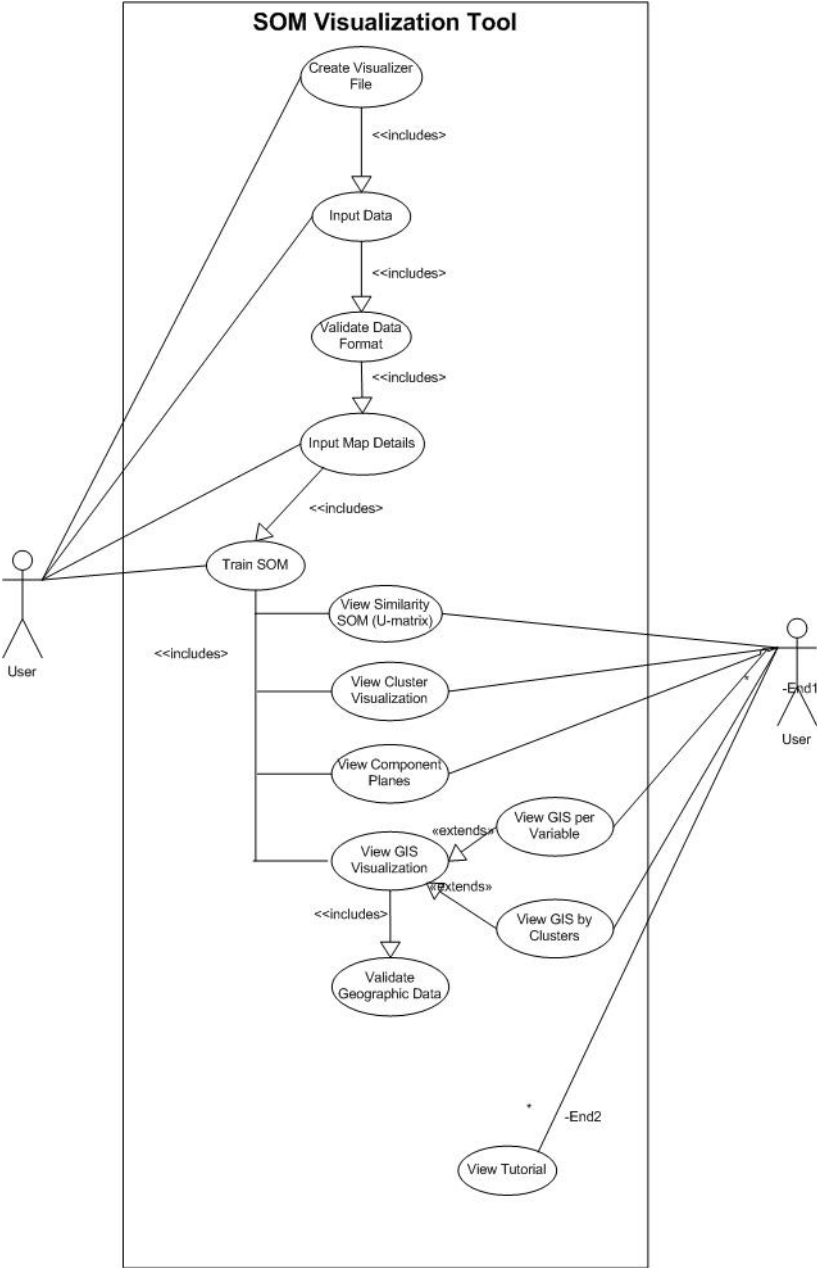 SOM Visualization Tool
Create Visualizer
File
<<includes>
Input Data
<<includes>
Validate Data
Format
<<includes>
Input Map Details
<<includes>
Train SOM
User
<<includes>
View Similarity
SOM (U-matrix)
View Cluster
Visualization
*
-End1
User
View Component
Planes
View GIS per
Variable
«extends»
View GIS
Visualization
«extends»
<<includes>
View GIS by
Clusters
Validate
Geographic Data
*
-End2
View Tutorial